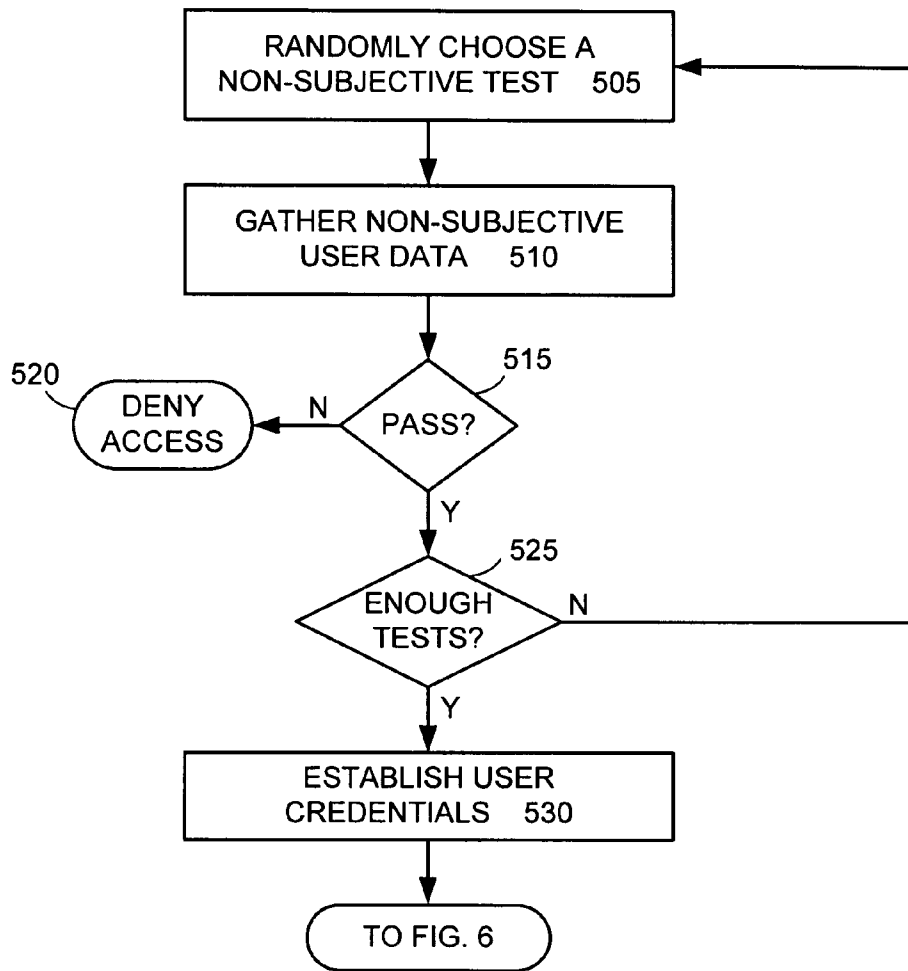 RANDOMLY CHOOSE A
NON-SUBJECTIVE TEST 505
GATHER NON-SUBJECTIVE
USER DATA 510
515
PASS?
N
520
DENY
ACCESS
Y
525
ENOUGH
TESTS?
N
Y
ESTABLISH USER
CREDENTIALS 530
TO FIG. 6